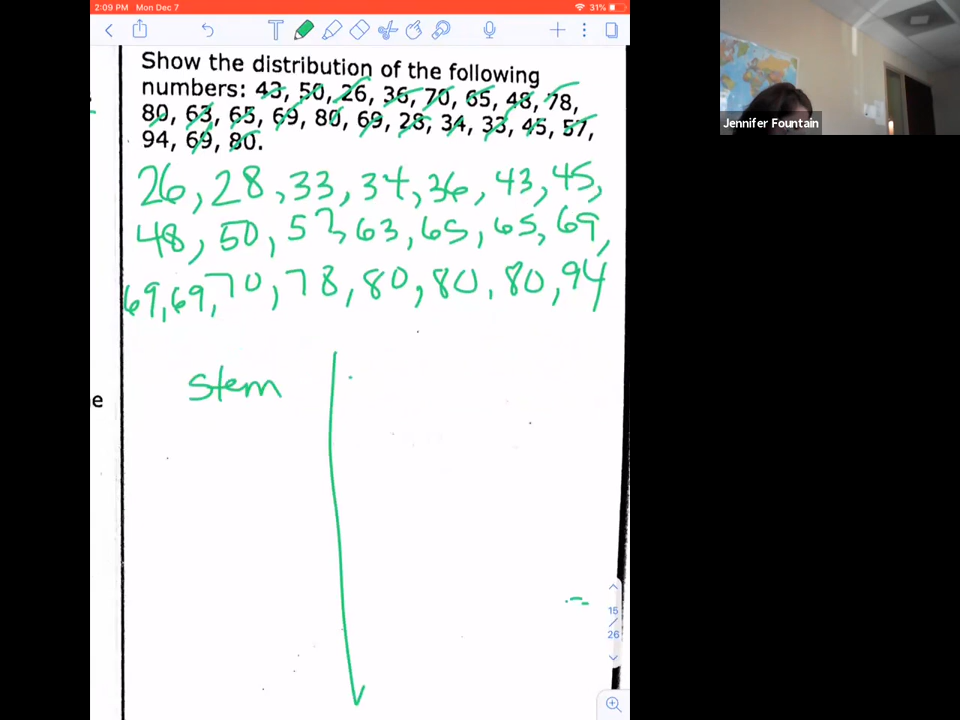 2:09 PM Mon Dec 7 31%
Show the distribution of the following
numbers: 43, 50, 26, 36, 70, 65, 48, 78,
80, 63, 65, 69, 80, 69, 28, 34, 33, 45, 57,
94, 69, 80.
26, 28, 33, 34, 36, 43, 45,
48, 50, 57, 63, 65, 65, 69,
69, 69, 70, 78, 80, 80, 80, 94
stem
e
15
/
26
Jennifer Fountain